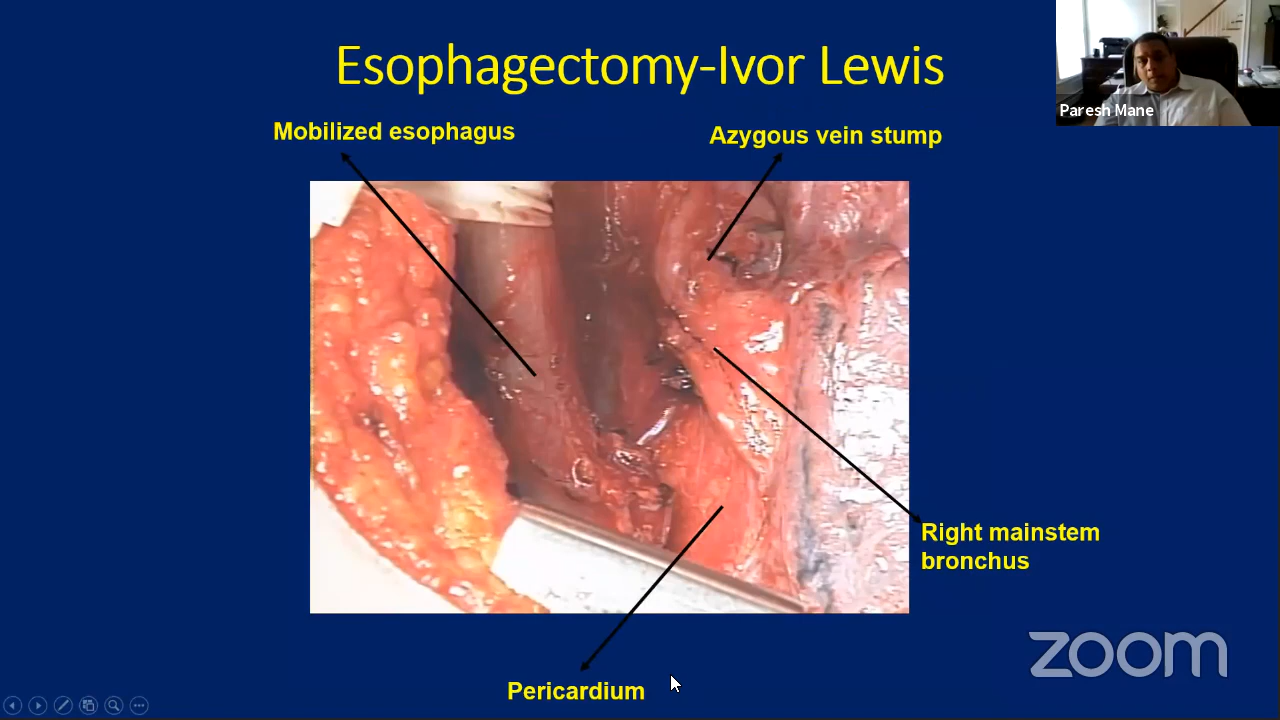 Esophagectomy-Ivor Lewis
Paresh Mane
Mobilized esophagus
Azygous vein stump
Right mainstem
bronchus
zoom
Pericardium